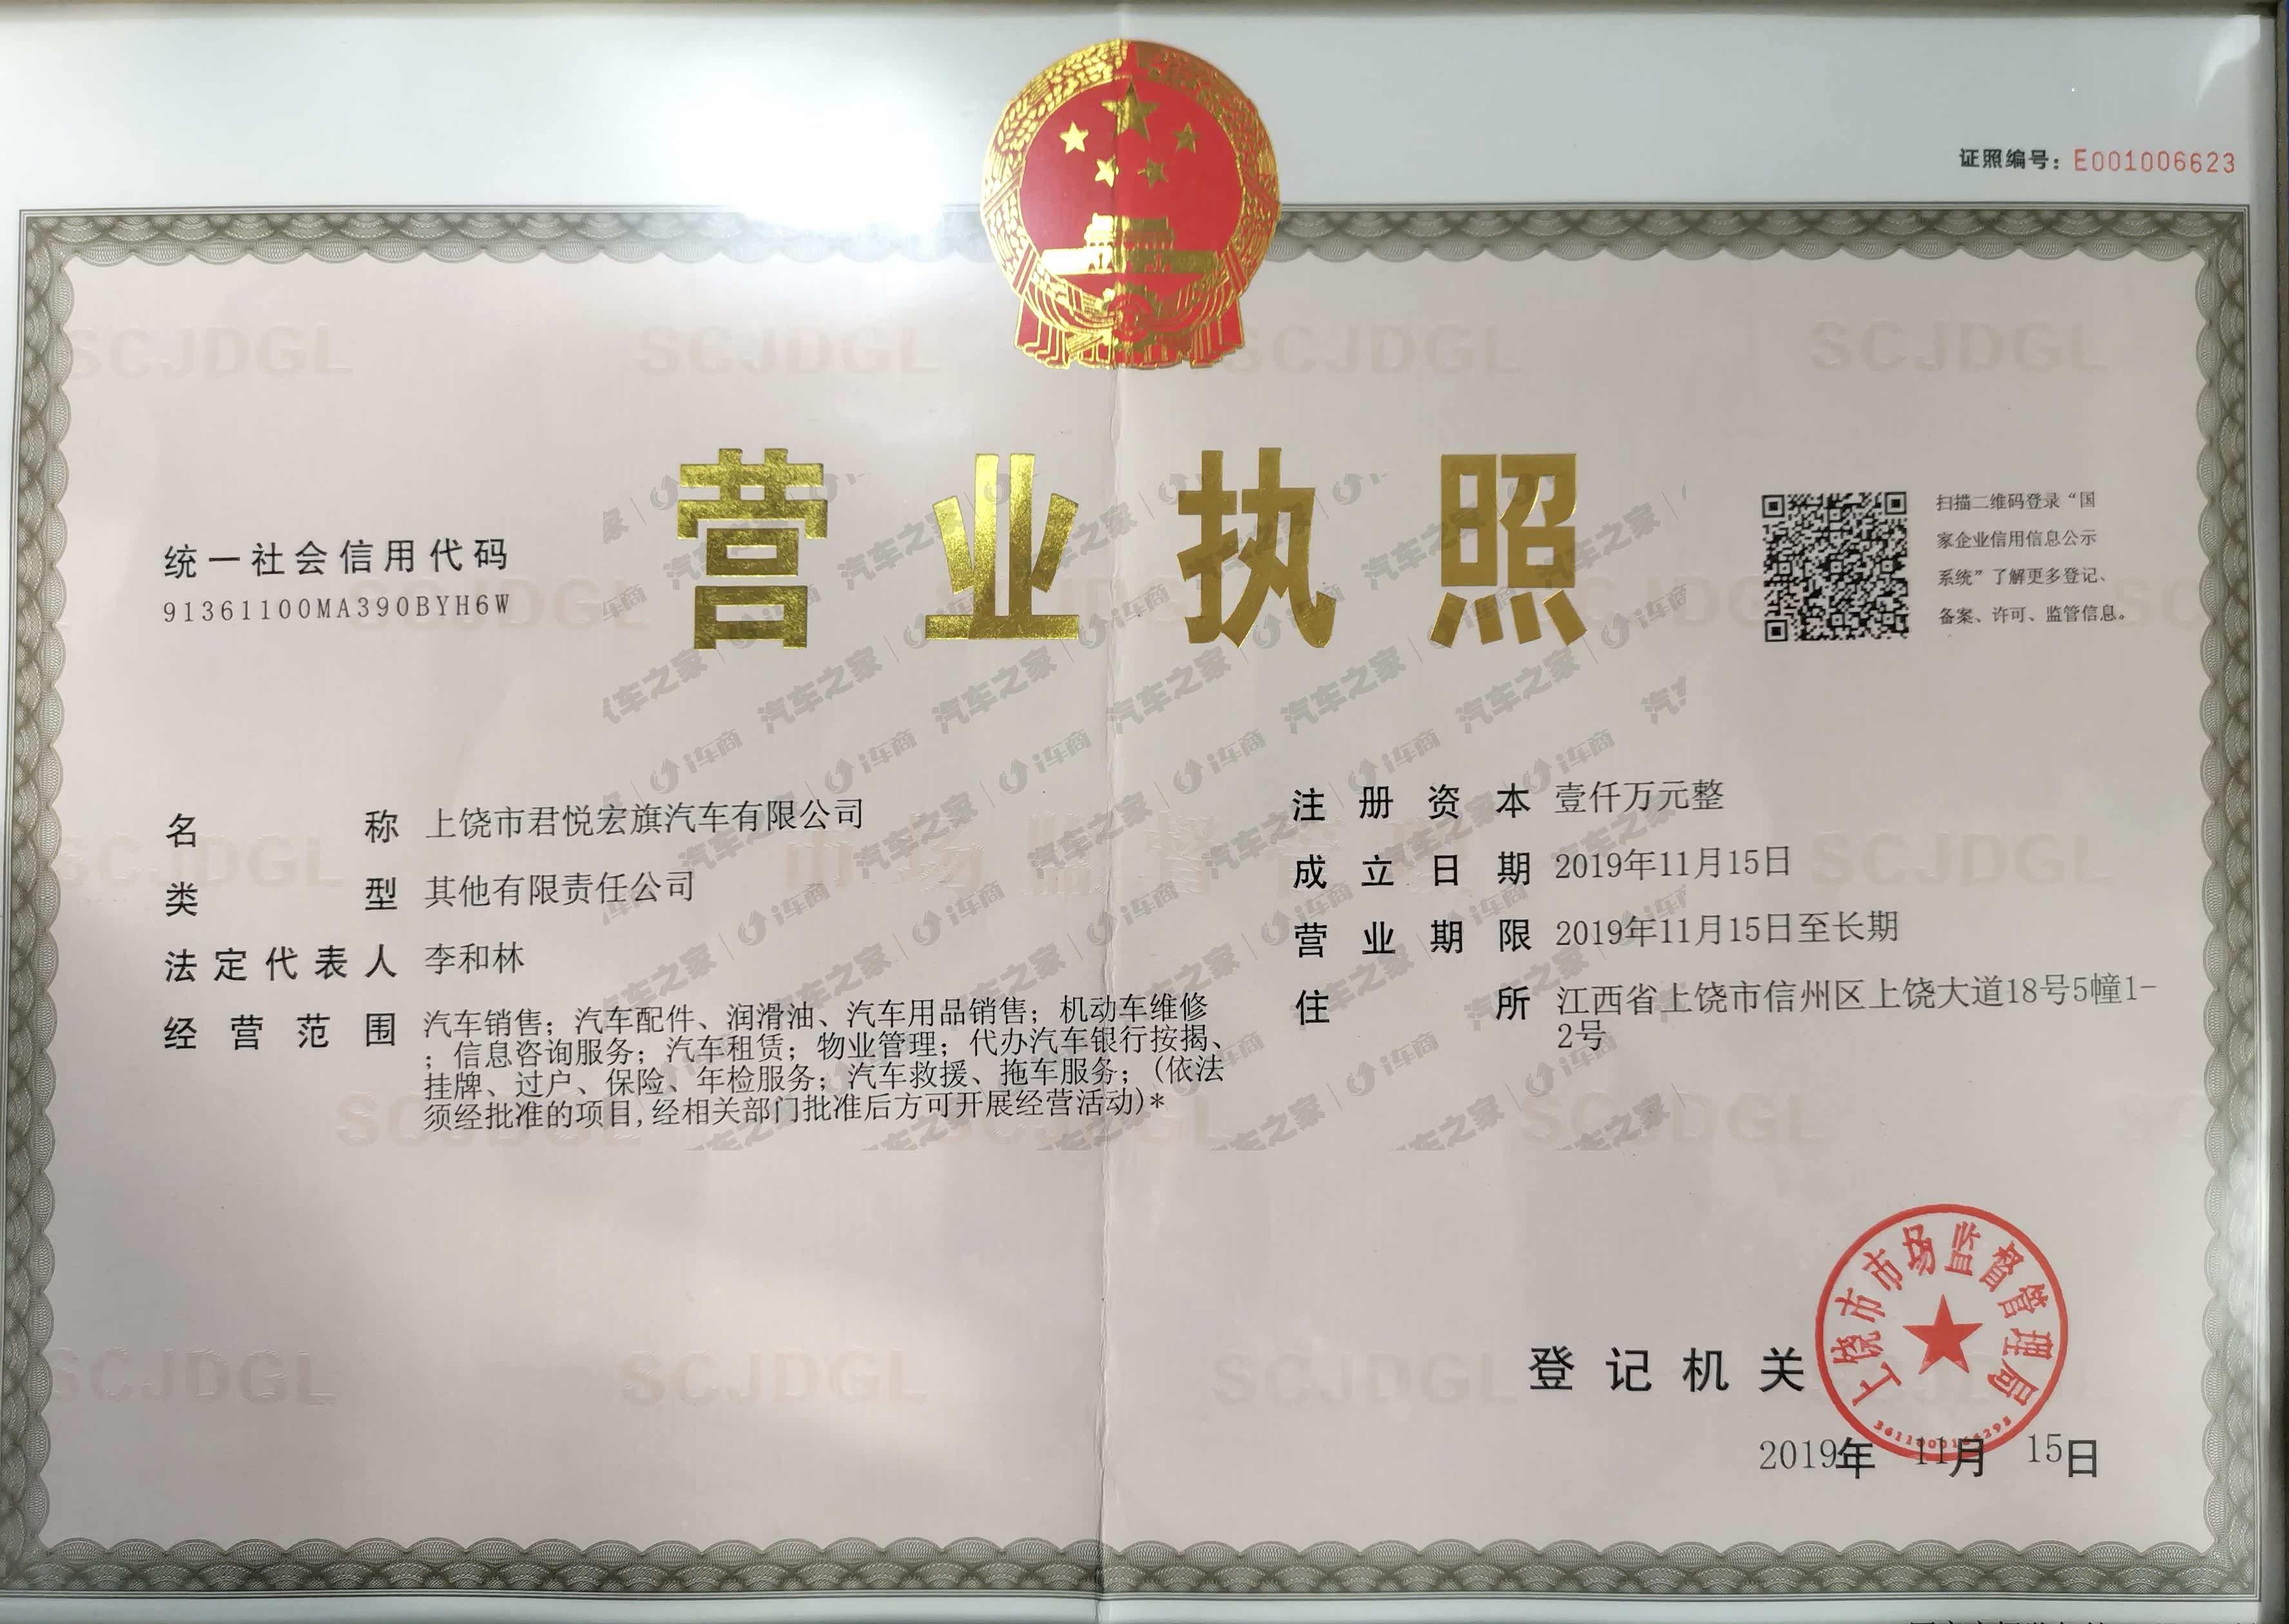 证照编号：E001006623
营业执照
统一社会信用代码
91361100MA390BYH6W
扫描二维码登录“国
家企业信用信息公示
系统”了解更多登记、
备案、许可、监管信息。
名称 上饶市君悦宏旗汽车有限公司
类型 其他有限责任公司
法定代表人 李和林
经营范围 汽车销售；汽车配件、润滑油、汽车用品销售；机动车维修
；信息咨询服务；汽车租赁；物业管理；代办汽车银行按揭、
挂牌、过户、保险、年检服务；汽车救援、拖车服务；(依法
须经批准的项目,经相关部门批准后方可开展经营活动)*
注册资本 壹仟万元整
成立日期 2019年11月15日
营业期限 2019年11月15日至长期
住所 江西省上饶市信州区上饶大道18号5幢1-
2号
登记机关
上饶市市场监督管理局
2019年 11月 15日
SCJDGL
汽车之家 i车商